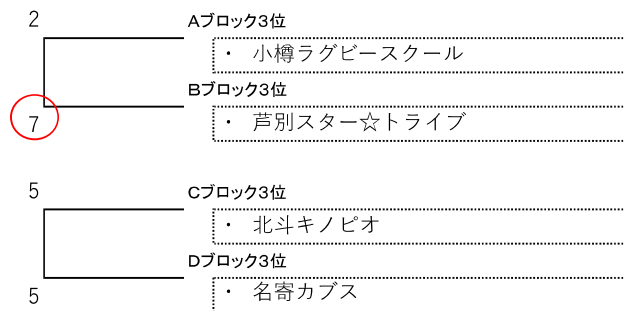 2
Aブロック3位
・ 小樽ラグビースクール
Bブロック3位
7
・ 芦別スター☆トライブ
5
Cブロック3位
・ 北斗キノピオ
Dブロック3位
5
・ 名寄カブス